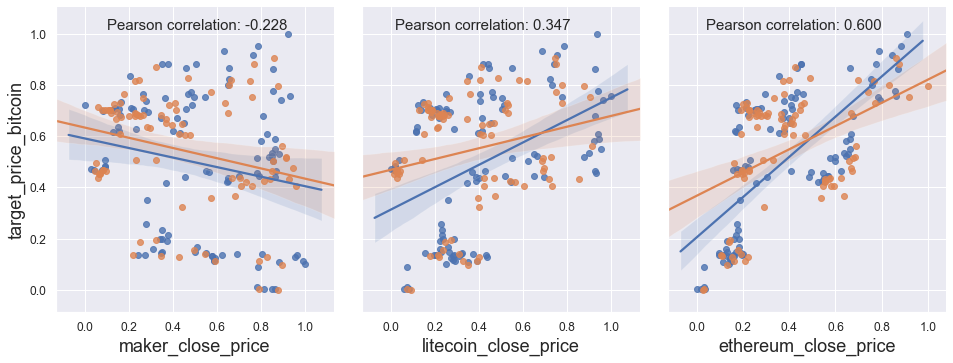 Pearson correlation: -0.228
Pearson correlation: 0.347
Pearson correlation: 0.600
target_price_bitcoin
1.0
0.8
0.6
0.4
0.2
0.0
0.0 0.2 0.4 0.6 0.8 1.0
0.0 0.2 0.4 0.6 0.8 1.0
0.0 0.2 0.4 0.6 0.8 1.0
maker_close_price
litecoin_close_price
ethereum_close_price